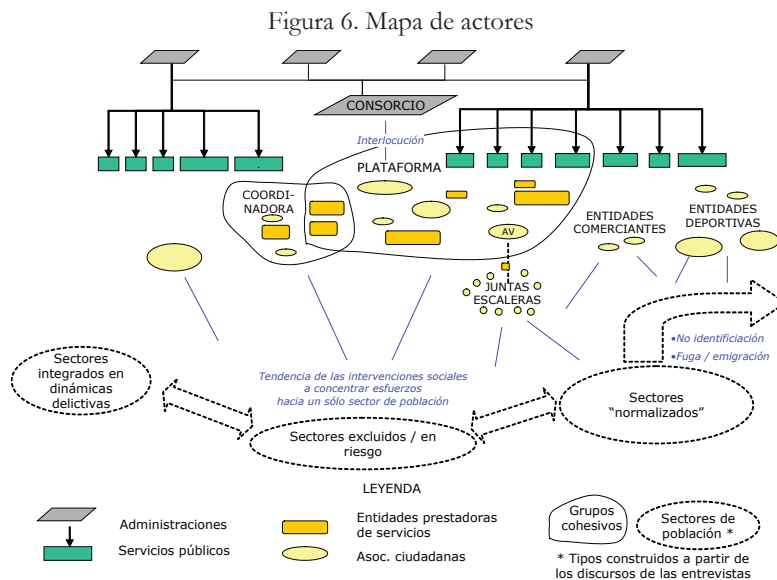 Figura 6. Mapa de actores
CONSORCIO
Interlocución
PLATAFORMA
COORDI-
NADORA
AV
ENTIDADES
COMERCIANTES
ENTIDADES
DEPORTIVAS
JUNTAS
ESCALERAS
•No identificiación
•Fuga / emigración
Sectores
integrados en
dinámicas
delictivas
Tendencia de las intervenciones sociales
a concentrar esfuerzos
hacia un sólo sector de población
Sectores
“normalizados”
Sectores excluidos / en
riesgo
LEYENDA
Administraciones
Servicios públicos
Entidades prestadoras
de servicios
Asoc. ciudadanas
Grupos
cohesivos
Sectores de
población *
* Tipos construidos a partir de
los discursos de las entrevistas